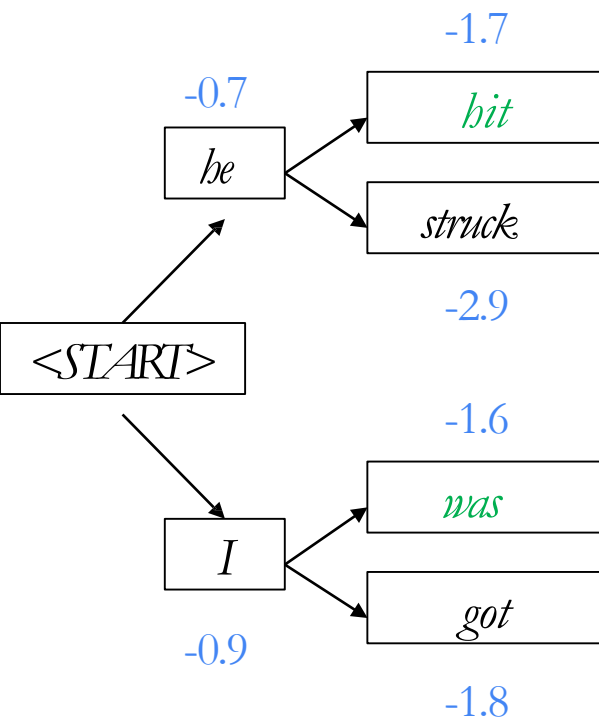 -1.7
-0.7
hit
he
struck
-2.9
<START>
-1.6
was
I
got
-0.9
-1.8